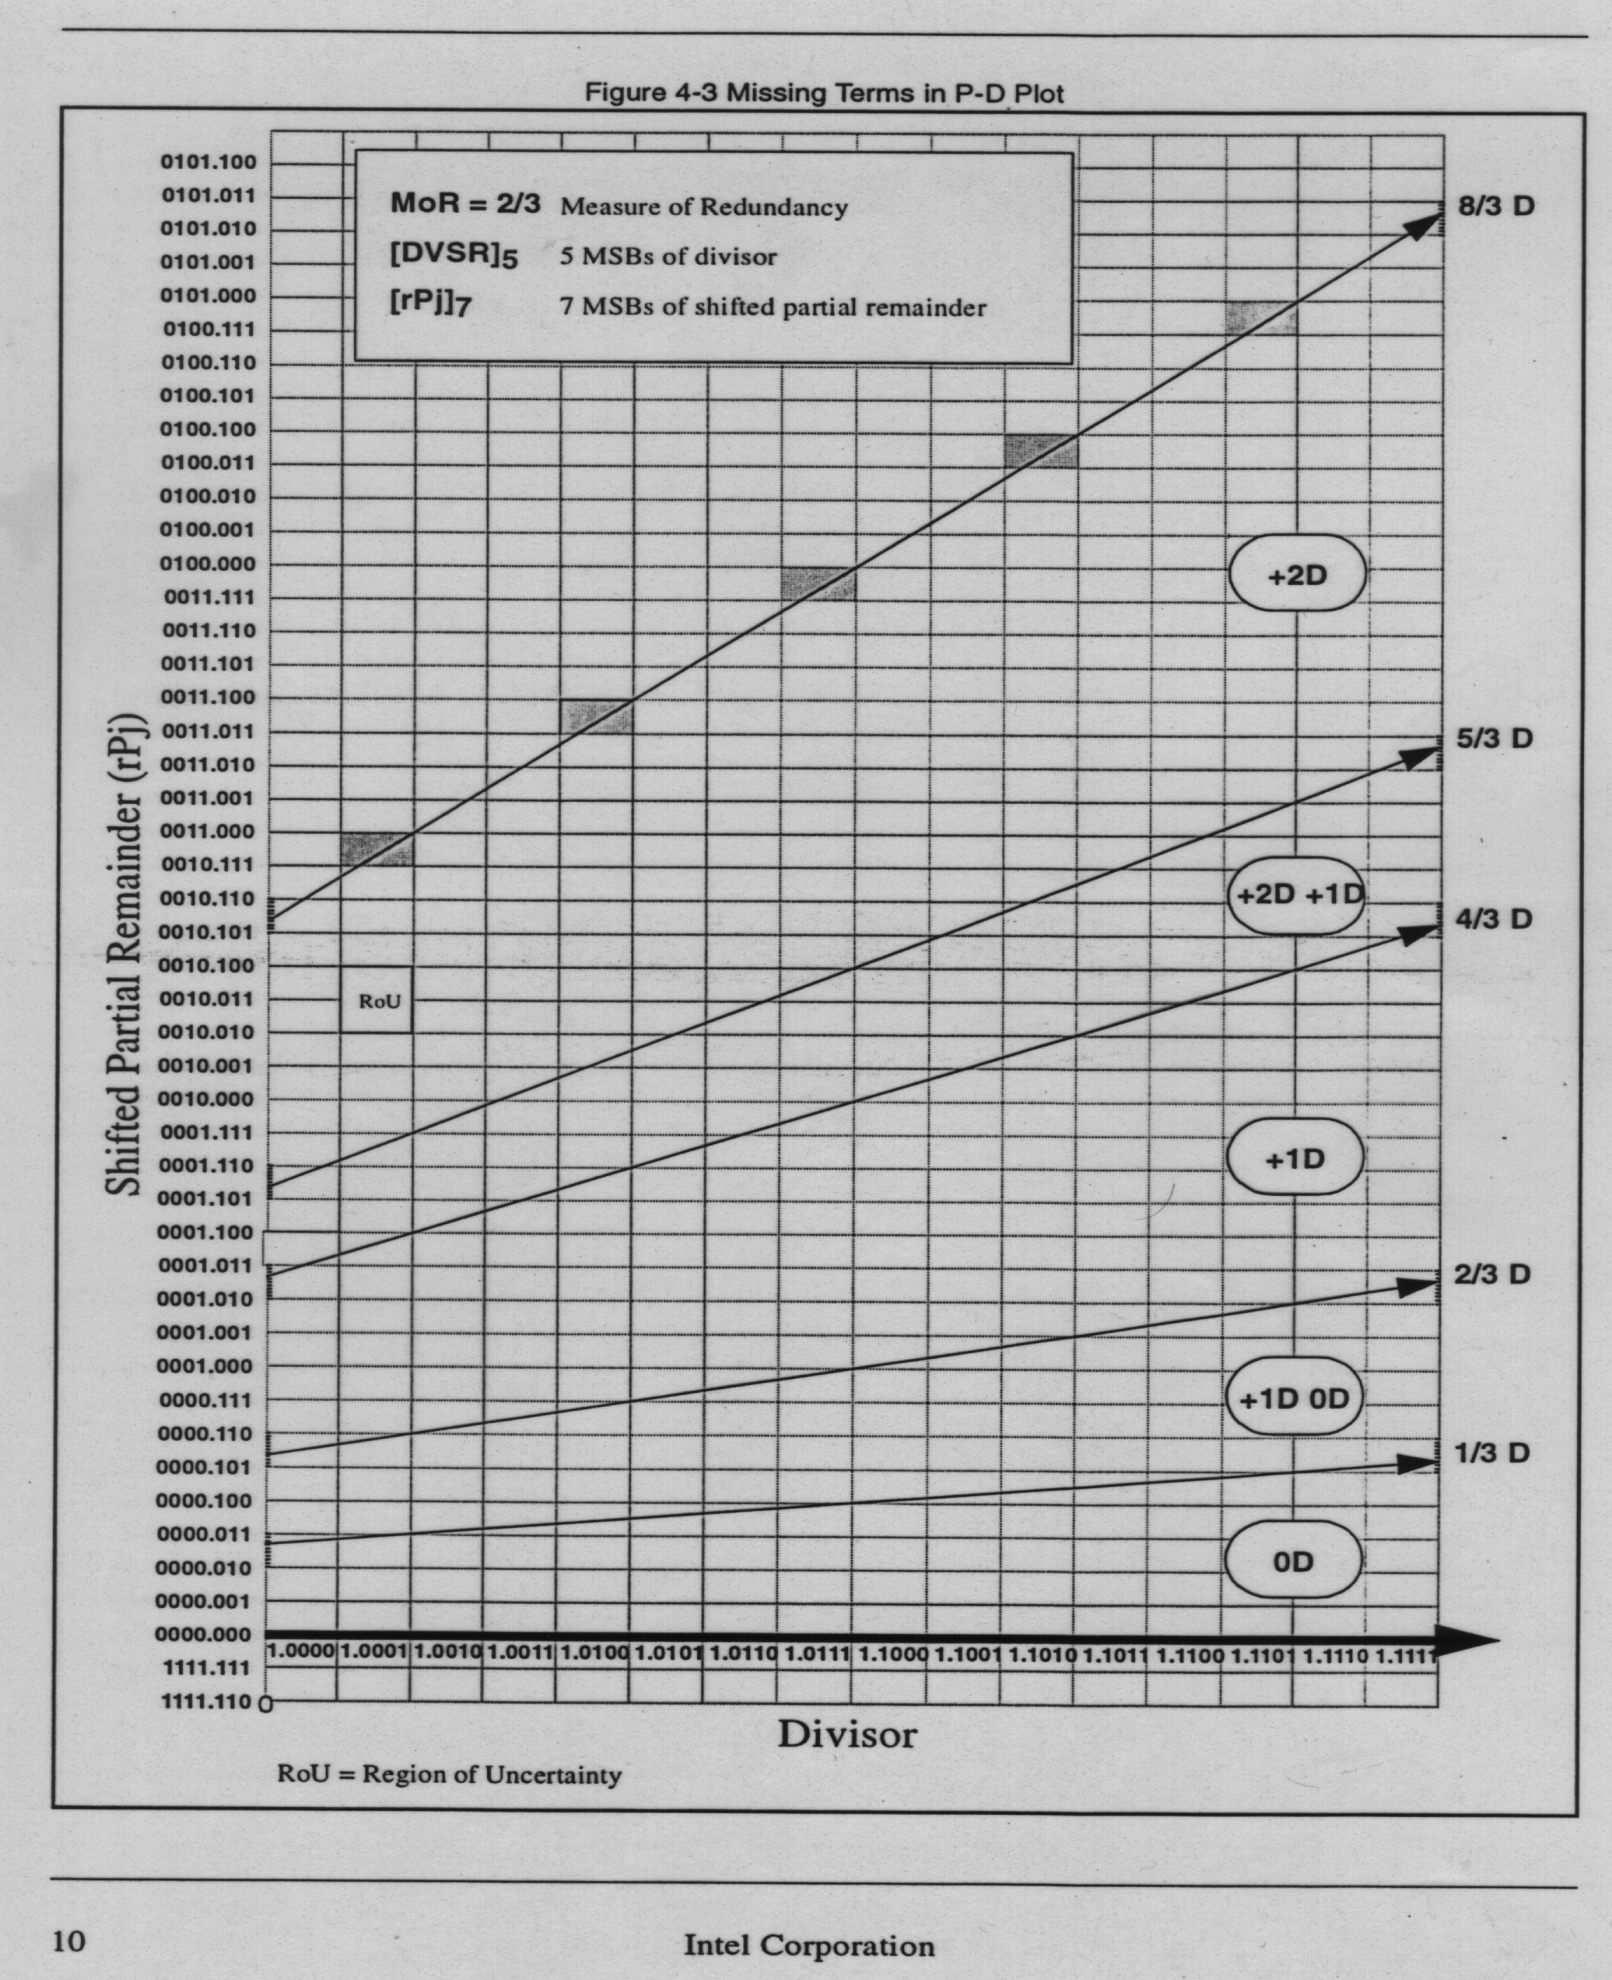 Figure 4-3 Missing Terms in P-D Plot
MoR = 2/3 Measure of Redundancy
[DVSR]5 5 MSBs of divisor
[rPj]7 7 MSBs of shifted partial remainder
Shifted Partial Remainder (rPj)
0101.100
0101.011
0101.010
0101.001
0101.000
0100.111
0100.110
0100.101
0100.100
0100.011
0100.010
0100.001
0100.000
0011.111
0011.110
0011.101
0011.100
0011.011
0011.010
0011.001
0011.000
0010.111
0010.110
0010.101
0010.100
0010.011
0010.010
0010.001
0010.000
0001.111
0001.110
0001.101
0001.100
0001.011
0001.010
0001.001
0001.000
0000.111
0000.110
0000.101
0000.100
0000.011
0000.010
0000.001
0000.000
1111.111
1111.110 0
RoU
8/3 D
+2D
5/3 D
+2D +1D
4/3 D
+1D
2/3 D
+1D 0D
1/3 D
0D
1.0000 1.0001 1.0010 1.0011 1.0100 1.0101 1.0110 1.0111 1.1000 1.1001 1.1010 1.1011 1.1100 1.1101 1.1110 1.1111
Divisor
RoU = Region of Uncertainty
10 Intel Corporation